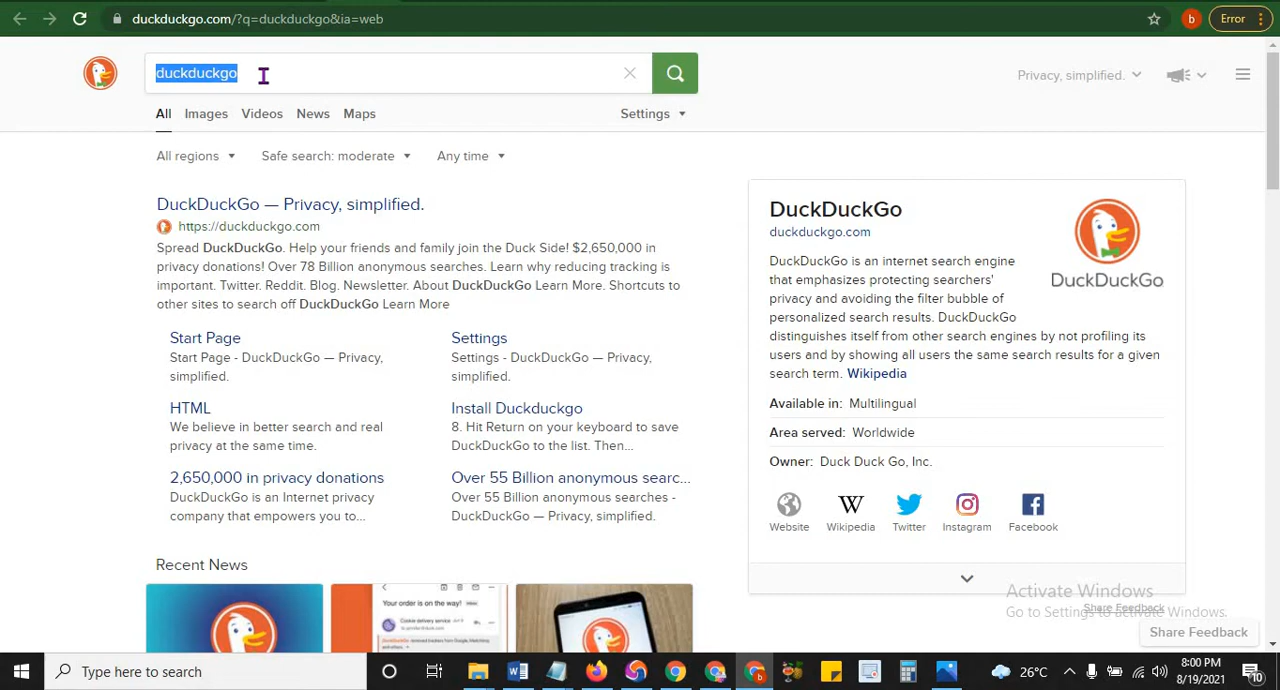 duckduckgo.com/?q=duckduckgo&ia=web
b
Error
duckduckgo
Privacy, simplified.
All Images Videos News Maps Settings
All regions Safe search: moderate Any time
DuckDuckGo — Privacy, simplified.
https://duckduckgo.com
Spread DuckDuckGo. Help your friends and family join the Duck Side! $2,650,000 in
privacy donations! Over 78 Billion anonymous searches. Learn why reducing tracking is
important. Twitter. Reddit. Blog. Newsletter. About DuckDuckGo Learn More. Shortcuts to
other sites to search off DuckDuckGo Learn More
Start Page
Start Page - DuckDuckGo — Privacy,
simplified.
Settings
Settings - DuckDuckGo — Privacy,
simplified.
HTML
We believe in better search and real
privacy at the same time.
Install Duckduckgo
8. Hit Return on your keyboard to save
DuckDuckGo to the list. Then...
2,650,000 in privacy donations
DuckDuckGo is an Internet privacy
company that empowers you to...
Over 55 Billion anonymous searc...
Over 55 Billion anonymous searches -
DuckDuckGo — Privacy, simplified.
Recent News
Your order is on the way!
Cookie delivery service
DuckDuckGo
duckduckgo.com
DuckDuckGo
DuckDuckGo is an internet search engine
that emphasizes protecting searchers'
privacy and avoiding the filter bubble of
personalized search results. DuckDuckGo
distinguishes itself from other search engines by not profiling its
users and by showing all users the same search results for a given
search term. Wikipedia
Available in: Multilingual
Area served: Worldwide
Owner: Duck Duck Go, Inc.
W
Website Wikipedia Twitter Instagram Facebook
Activate Windows
Go to Settings to activate Windows.
Share Feedback
Share Feedback
Type here to search
26°C
8:00 PM
8/19/2021
10